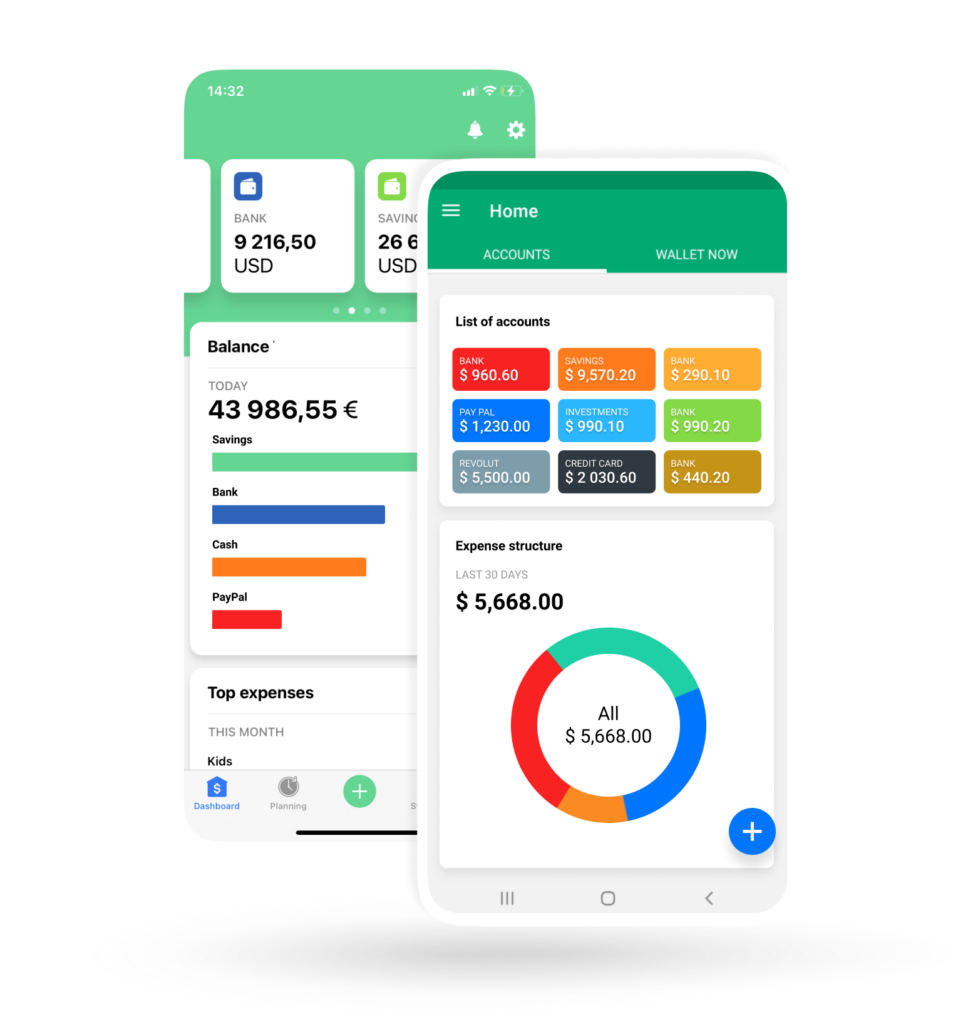 14:32
BANK
9 216,50
USD
SAVING
26 6
USD
Balance
TODAY
43 986,55 €
Savings
Bank
Cash
PayPal
Top expenses
THIS MONTH
Kids
$
Dashboard
Planning
Home
ACCOUNTS
WALLET NOW
List of accounts
BANK
$ 960.60
SAVINGS
$ 9,570.20
BANK
$ 290.10
PAY PAL
$ 1,230.00
INVESTMENTS
$ 990.10
BANK
$ 990.20
REVOLUT
$ 5,500.00
CREDIT CARD
$ 2 030.60
BANK
$ 440.20
Expense structure
LAST 30 DAYS
$ 5,668.00
All
$ 5,668.00